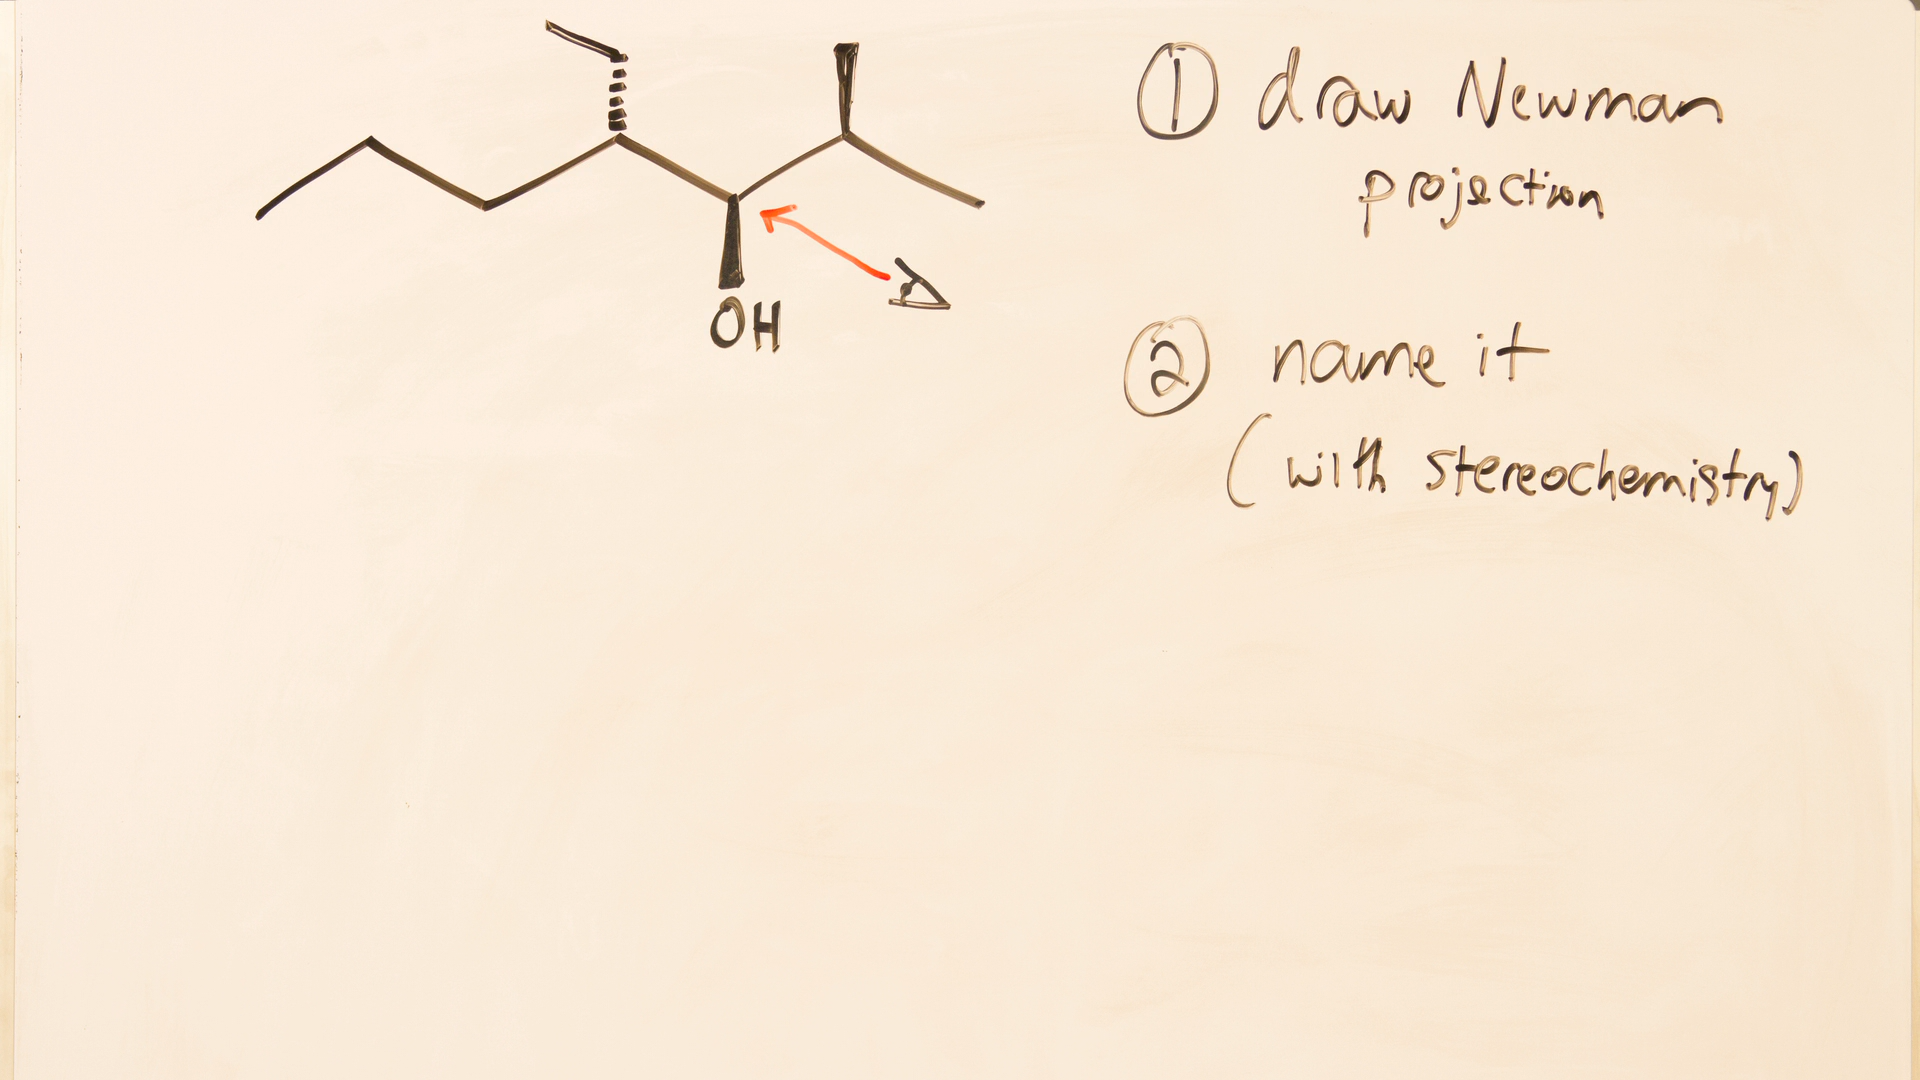 OH
① draw Newman
projection
② name it
(with stereochemistry)